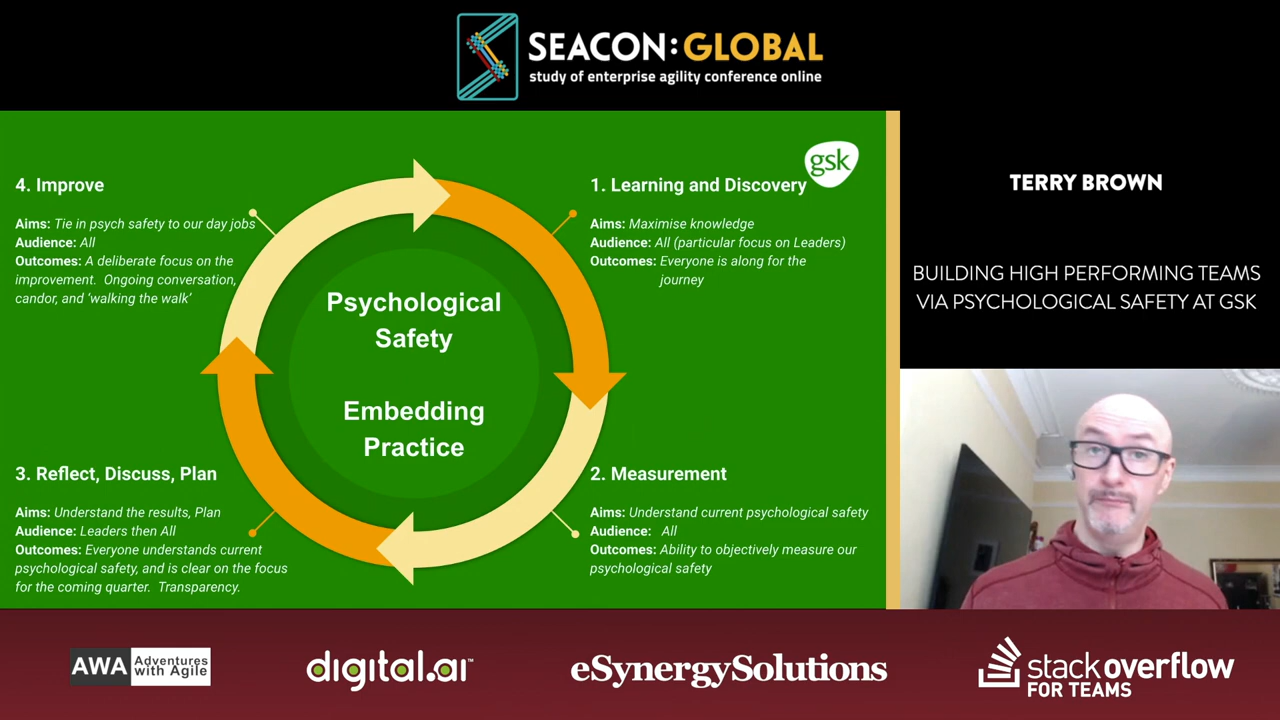 SEACON:GLOBAL
study of enterprise agility conference online
gsk
4. Improve
Aims: Tie in psych safety to our day jobs
Audience: All
Outcomes: A deliberate focus on the
improvement. Ongoing conversation,
candor, and ‘walking the walk’
1. Learning and Discovery
Aims: Maximise knowledge
Audience: All (particular focus on Leaders)
Outcomes: Everyone is along for the
journey
Psychological
Safety
Embedding
Practice
3. Reflect, Discuss, Plan
Aims: Understand the results, Plan
Audience: Leaders then All
Outcomes: Everyone understands current
psychological safety, and is clear on the focus
for the coming quarter. Transparency.
2. Measurement
Aims: Understand current psychological safety
Audience: All
Outcomes: Ability to objectively measure our
psychological safety
TERRY BROWN
BUILDING HIGH PERFORMING TEAMS
VIA PSYCHOLOGICAL SAFETY AT GSK
AWA Adventures
with Agile
digital.ai™
eSynergySolutions
stackoverflow
FOR TEAMS